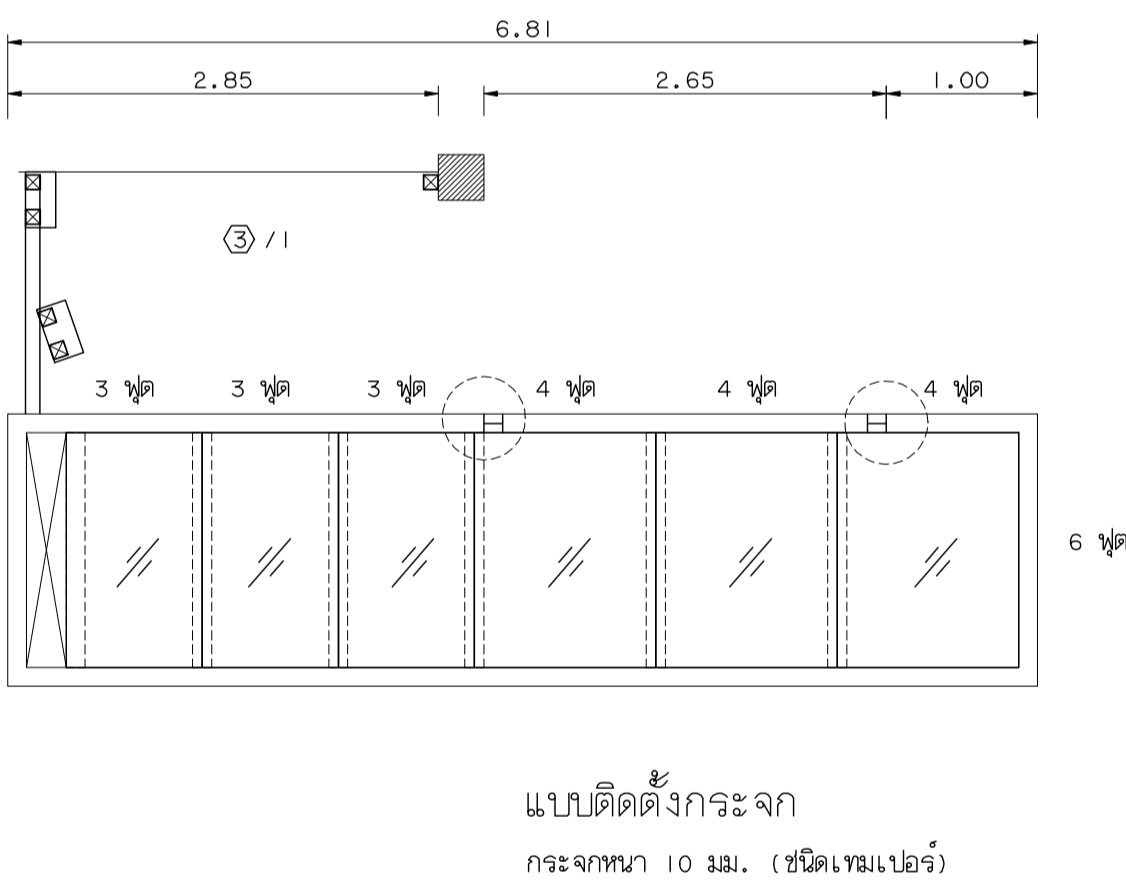 6.81
2.85 2.65 1.00
3 /1
3 ฟุต 3 ฟุต 3 ฟุต 4 ฟุต 4 ฟุต 4 ฟุต
6 ฟุต
แบบติดตั้งกระจก
กระจกหนา 10 มม. (ชนิดเทมเปอร์)